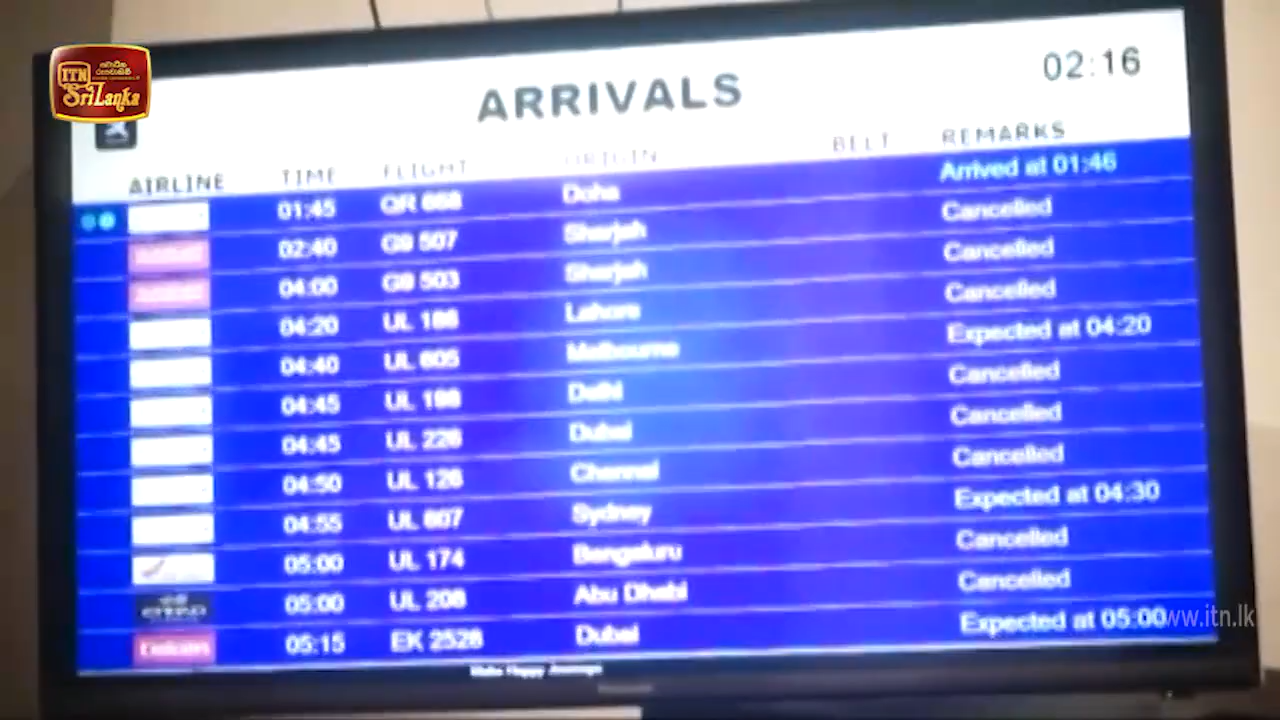 ITN
Sri Lanka
ARRIVALS 02:16
AIRLINE TIME FLIGHT ORIGIN BELT REMARKS
01:45 QR 668 Doha Arrived at 01:46
02:40 G9 507 Sharjah Cancelled
04:00 G9 503 Sharjah Cancelled
04:20 UL 186 Lahore Cancelled
04:40 UL 605 Melbourne Expected at 04:20
04:45 UL 196 Delhi Cancelled
04:45 UL 226 Dubai Cancelled
04:50 UL 126 Chennai Cancelled
04:55 UL 607 Sydney Expected at 04:30
05:00 UL 174 Bengaluru Cancelled
05:00 UL 208 Abu Dhabi Cancelled
Emirates 05:15 EK 2528 Dubai Expected at 05:00
www.itn.lk